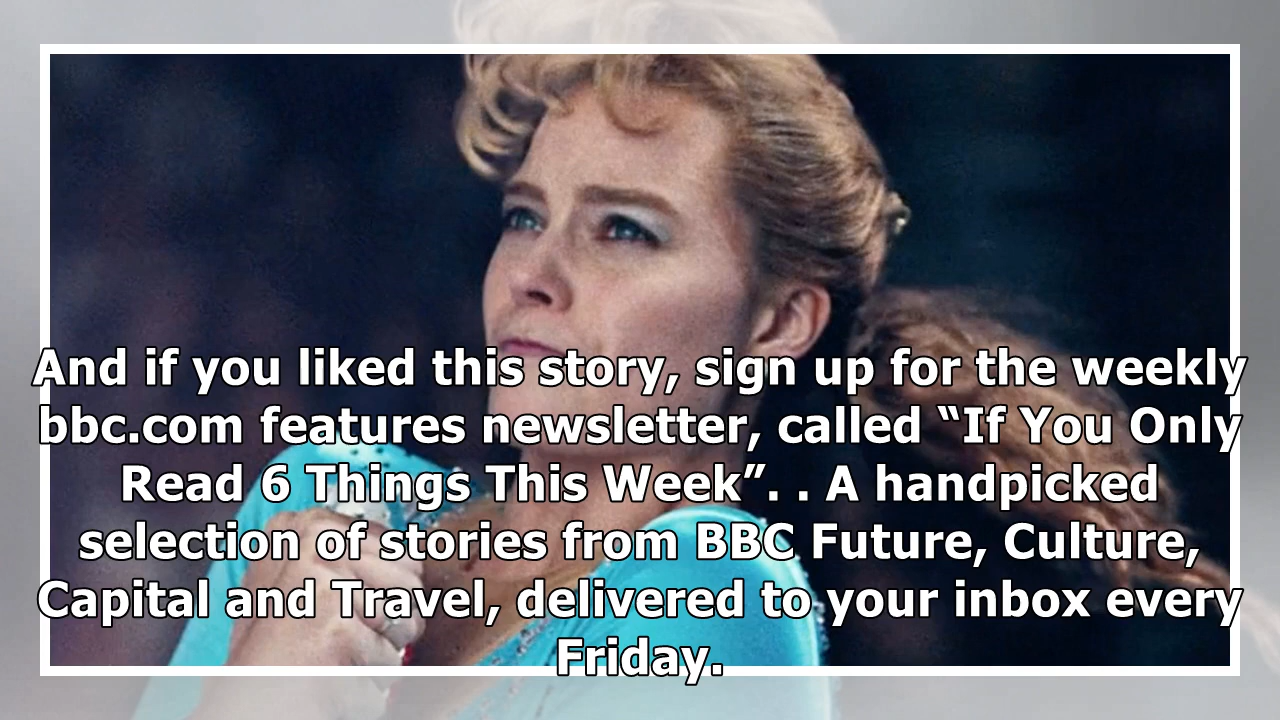 And if you liked this story, sign up for the weekly
bbc.com features newsletter, called “If You Only
Read 6 Things This Week”. . A handpicked
selection of stories from BBC Future, Culture,
Capital and Travel, delivered to your inbox every
Friday.